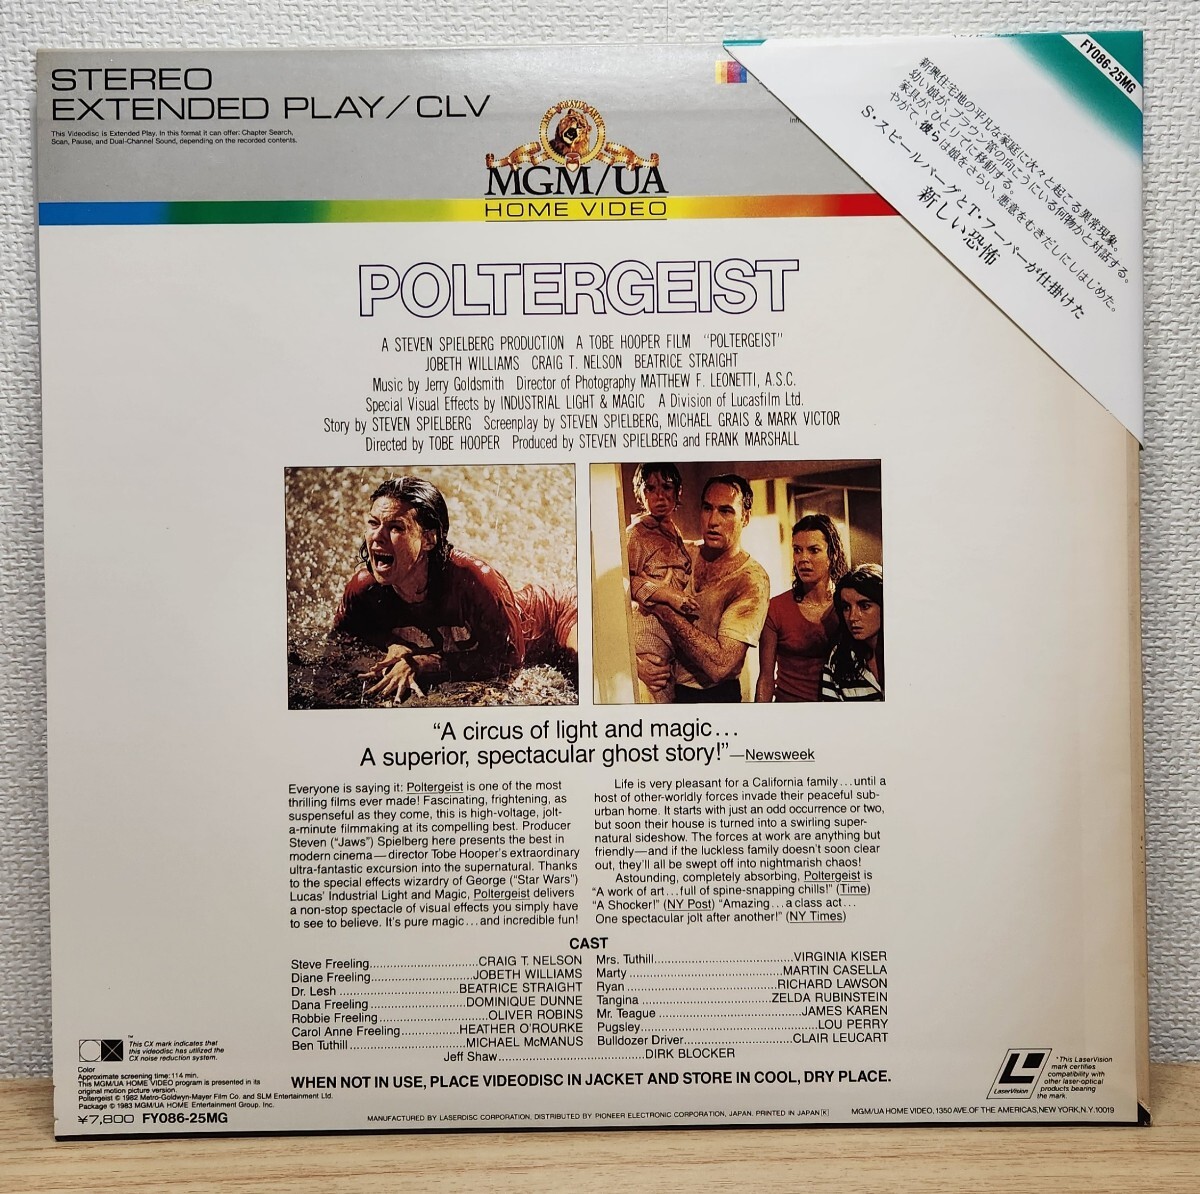 STEREO
EXTENDED PLAY/CLV
This Videodisc is Extended Play. In this format it can offer: Chapter Search,
Scan, Pause, and Dual-Channel Sound, depending on the recorded contents.
MGM/UA
HOME VIDEO
FY086-25MG
新興住宅地の平凡な家庭に次々と起こる異常現象。
幼い娘が、ブラウン管の向こうにいる何物かと対話する。
家具が、ひとりでに移動する。
やがて彼らは娘をさらい、悪意をむきだしにしはじめた。
S・スピールバーグとT・フーパーが仕掛けた
新しい恐怖
POLTERGEIST
A STEVEN SPIELBERG PRODUCTION A TOBE HOOPER FILM "POLTERGEIST"
JOBETH WILLIAMS CRAIG T. NELSON BEATRICE STRAIGHT
Music by Jerry Goldsmith Director of Photography MATTHEW F. LEONETTI, A.S.C.
Special Visual Effects by INDUSTRIAL LIGHT & MAGIC A Division of Lucasfilm Ltd.
Story by STEVEN SPIELBERG Screenplay by STEVEN SPIELBERG, MICHAEL GRAIS & MARK VICTOR
Directed by TOBE HOOPER Produced by STEVEN SPIELBERG and FRANK MARSHALL
“A circus of light and magic...
A superior, spectacular ghost story!”—Newsweek
Everyone is saying it: Poltergeist is one of the most
thrilling films ever made! Fascinating, frightening, as
suspenseful as they come, this is high-voltage, jolt-
a-minute filmmaking at its compelling best. Producer
Steven (“Jaws”) Spielberg here presents the best in
modern cinema—director Tobe Hooper's extraordinary
ultra-fantastic excursion into the supernatural. Thanks
to the special effects wizardry of George (“Star Wars”)
Lucas' Industrial Light and Magic, Poltergeist delivers
a non-stop spectacle of visual effects you simply have
to see to believe. It's pure magic...and incredible fun!
Life is very pleasant for a California family...until a
host of other-worldly forces invade their peaceful sub-
urban home. It starts with just an odd occurrence or two,
but soon their house is turned into a swirling super-
natural sideshow. The forces at work are anything but
friendly—and if the luckless family doesn't soon clear
out, they'll all be swept off into nightmarish chaos!
Astounding, completely absorbing, Poltergeist is
“A work of art...full of spine-snapping chills!” (Time)
“A Shocker!” (NY Post) “Amazing...a class act...
One spectacular jolt after another!” (NY Times)
CAST
Steve Freeling......CRAIG T. NELSON
Diane Freeling......JOBETH WILLIAMS
Dr. Lesh......BEATRICE STRAIGHT
Dana Freeling......DOMINIQUE DUNNE
Robbie Freeling......OLIVER ROBINS
Carol Anne Freeling......HEATHER O'ROURKE
Ben Tuthill......MICHAEL McMANUS
Mrs. Tuthill......VIRGINIA KISER
Marty......MARTIN CASELLA
Ryan......RICHARD LAWSON
Tangina......ZELDA RUBINSTEIN
Mr. Teague......JAMES KAREN
Pugsley......LOU PERRY
Bulldozer Driver......CLAIR LEUCART
Jeff Shaw......DIRK BLOCKER
WHEN NOT IN USE, PLACE VIDEODISC IN JACKET AND STORE IN COOL, DRY PLACE.
™
This CX mark indicates that
this videodisc has utilized the
CX noise reduction system.
Color
Approximate screening time: 114 min.
This MGM/UA HOME VIDEO program is presented in its
original motion picture version.
Poltergeist © 1982 Metro-Goldwyn-Mayer Film Co. and SLM Entertainment Ltd.
Package © 1983 MGM/UA HOME Entertainment Group. Inc.
¥7,800 FY086-25MG
MANUFACTURED BY LASERDISC CORPORATION, DISTRIBUTED BY PIONEER ELECTRONIC CORPORATION, JAPAN. PRINTED IN JAPAN
MGM/UA HOME VIDEO, 1350 AVE. OF THE AMERICAS, NEW YORK, N.Y. 10019
LaserVision
*This LaserVision
mark certifies
compatibility with
other laser-optical
products bearing
the mark.